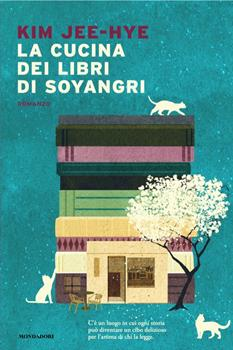 KIM JEE-HYE
LA CUCINA
DEI LIBRI
DI SOYANGRI
ROMANZO
C'è un luogo in cui ogni storia
può diventare un cibo delizioso
per l'anima di chi la legge.
MONDADORI